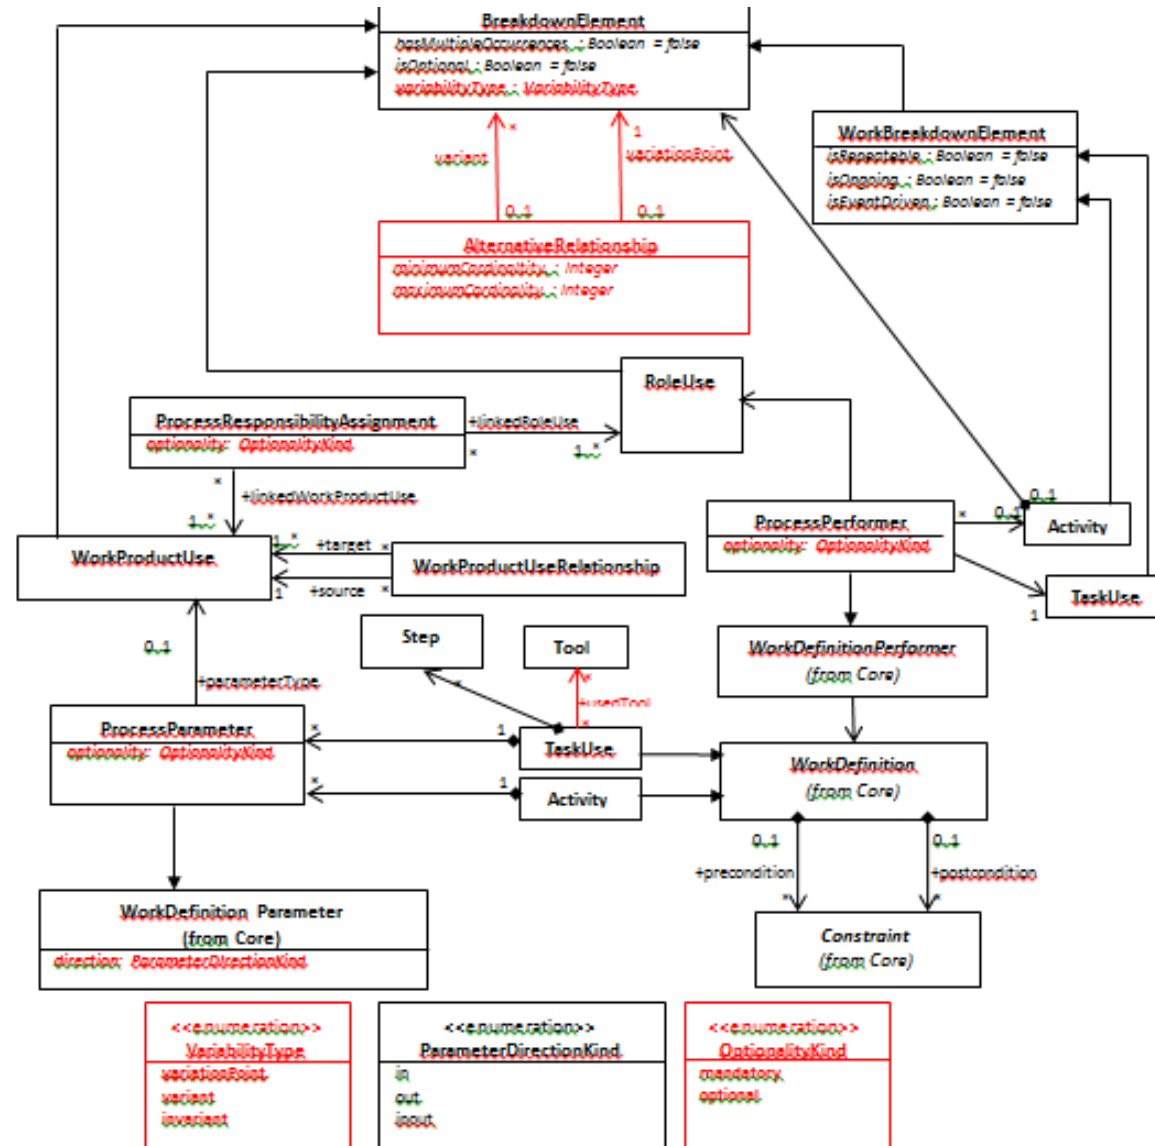 BreakdownElement
hasMultipleOccurrences : Boolean = false
isOptional : Boolean = false
variabilityType : VariabilityType
WorkBreakdownElement
isRepeatable : Boolean = false
isOngoing : Boolean = false
isEventDriven : Boolean = false
*
1
variant
variationPoint
0..1
0..1
AlternativeRelationship
minimumCardinaltity : Integer
maximumCardinality : Integer
RoleUse
ProcessResponsibilityAssignment
optionality: OptionalityKind
+linkedRoleUse
*
1..*
*
+linkedWorkProductUse
1..*
ProcessPerformer
optionality: OptionalityKind
*
0..1
0..1
Activity
WorkProductUse
1..*
+target
*
1
+source
*
WorkProductUseRelationship
1
TaskUse
Step
Tool
WorkDefinitionPerformer
(from Core)
0..1
+parameterType
*
*
+usedTool
*
ProcessParameter
optionality: OptionalityKind
*
1
TaskUse
*
1
Activity
WorkDefinition
(from Core)
0..1
0..1
+precondition
+postcondition
*
*
WorkDefinition Parameter
(from Core)
direction: ParameterDirectionKind
Constraint
(from Core)
<<enumeration>>
VariabilityType
variationPoint
variant
invariant
<<enumeration>>
ParameterDirectionKind
in
out
inout
<<enumeration>>
OptionalityKind
mandatory
optional